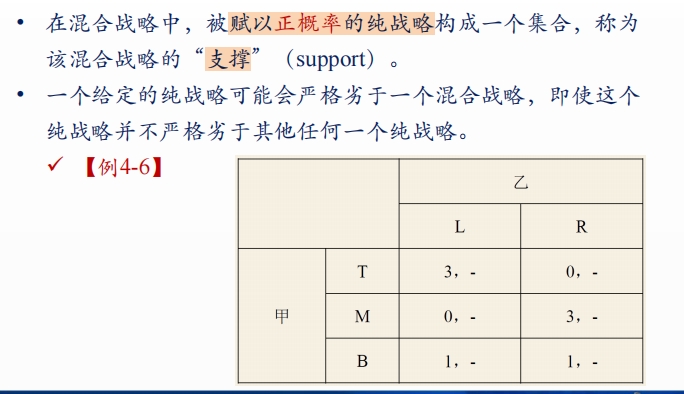 • 在混合战略中，被赋以正概率的纯战略构成一个集合，称为
该混合战略的“支撑”（support）。
• 一个给定的纯战略可能会严格劣于一个混合战略，即使这个
纯战略并不严格劣于其他任何一个纯战略。
✓ 【例4-6】
乙
L R
甲
T 3，- 0，-
M 0，- 3，-
B 1，- 1，-